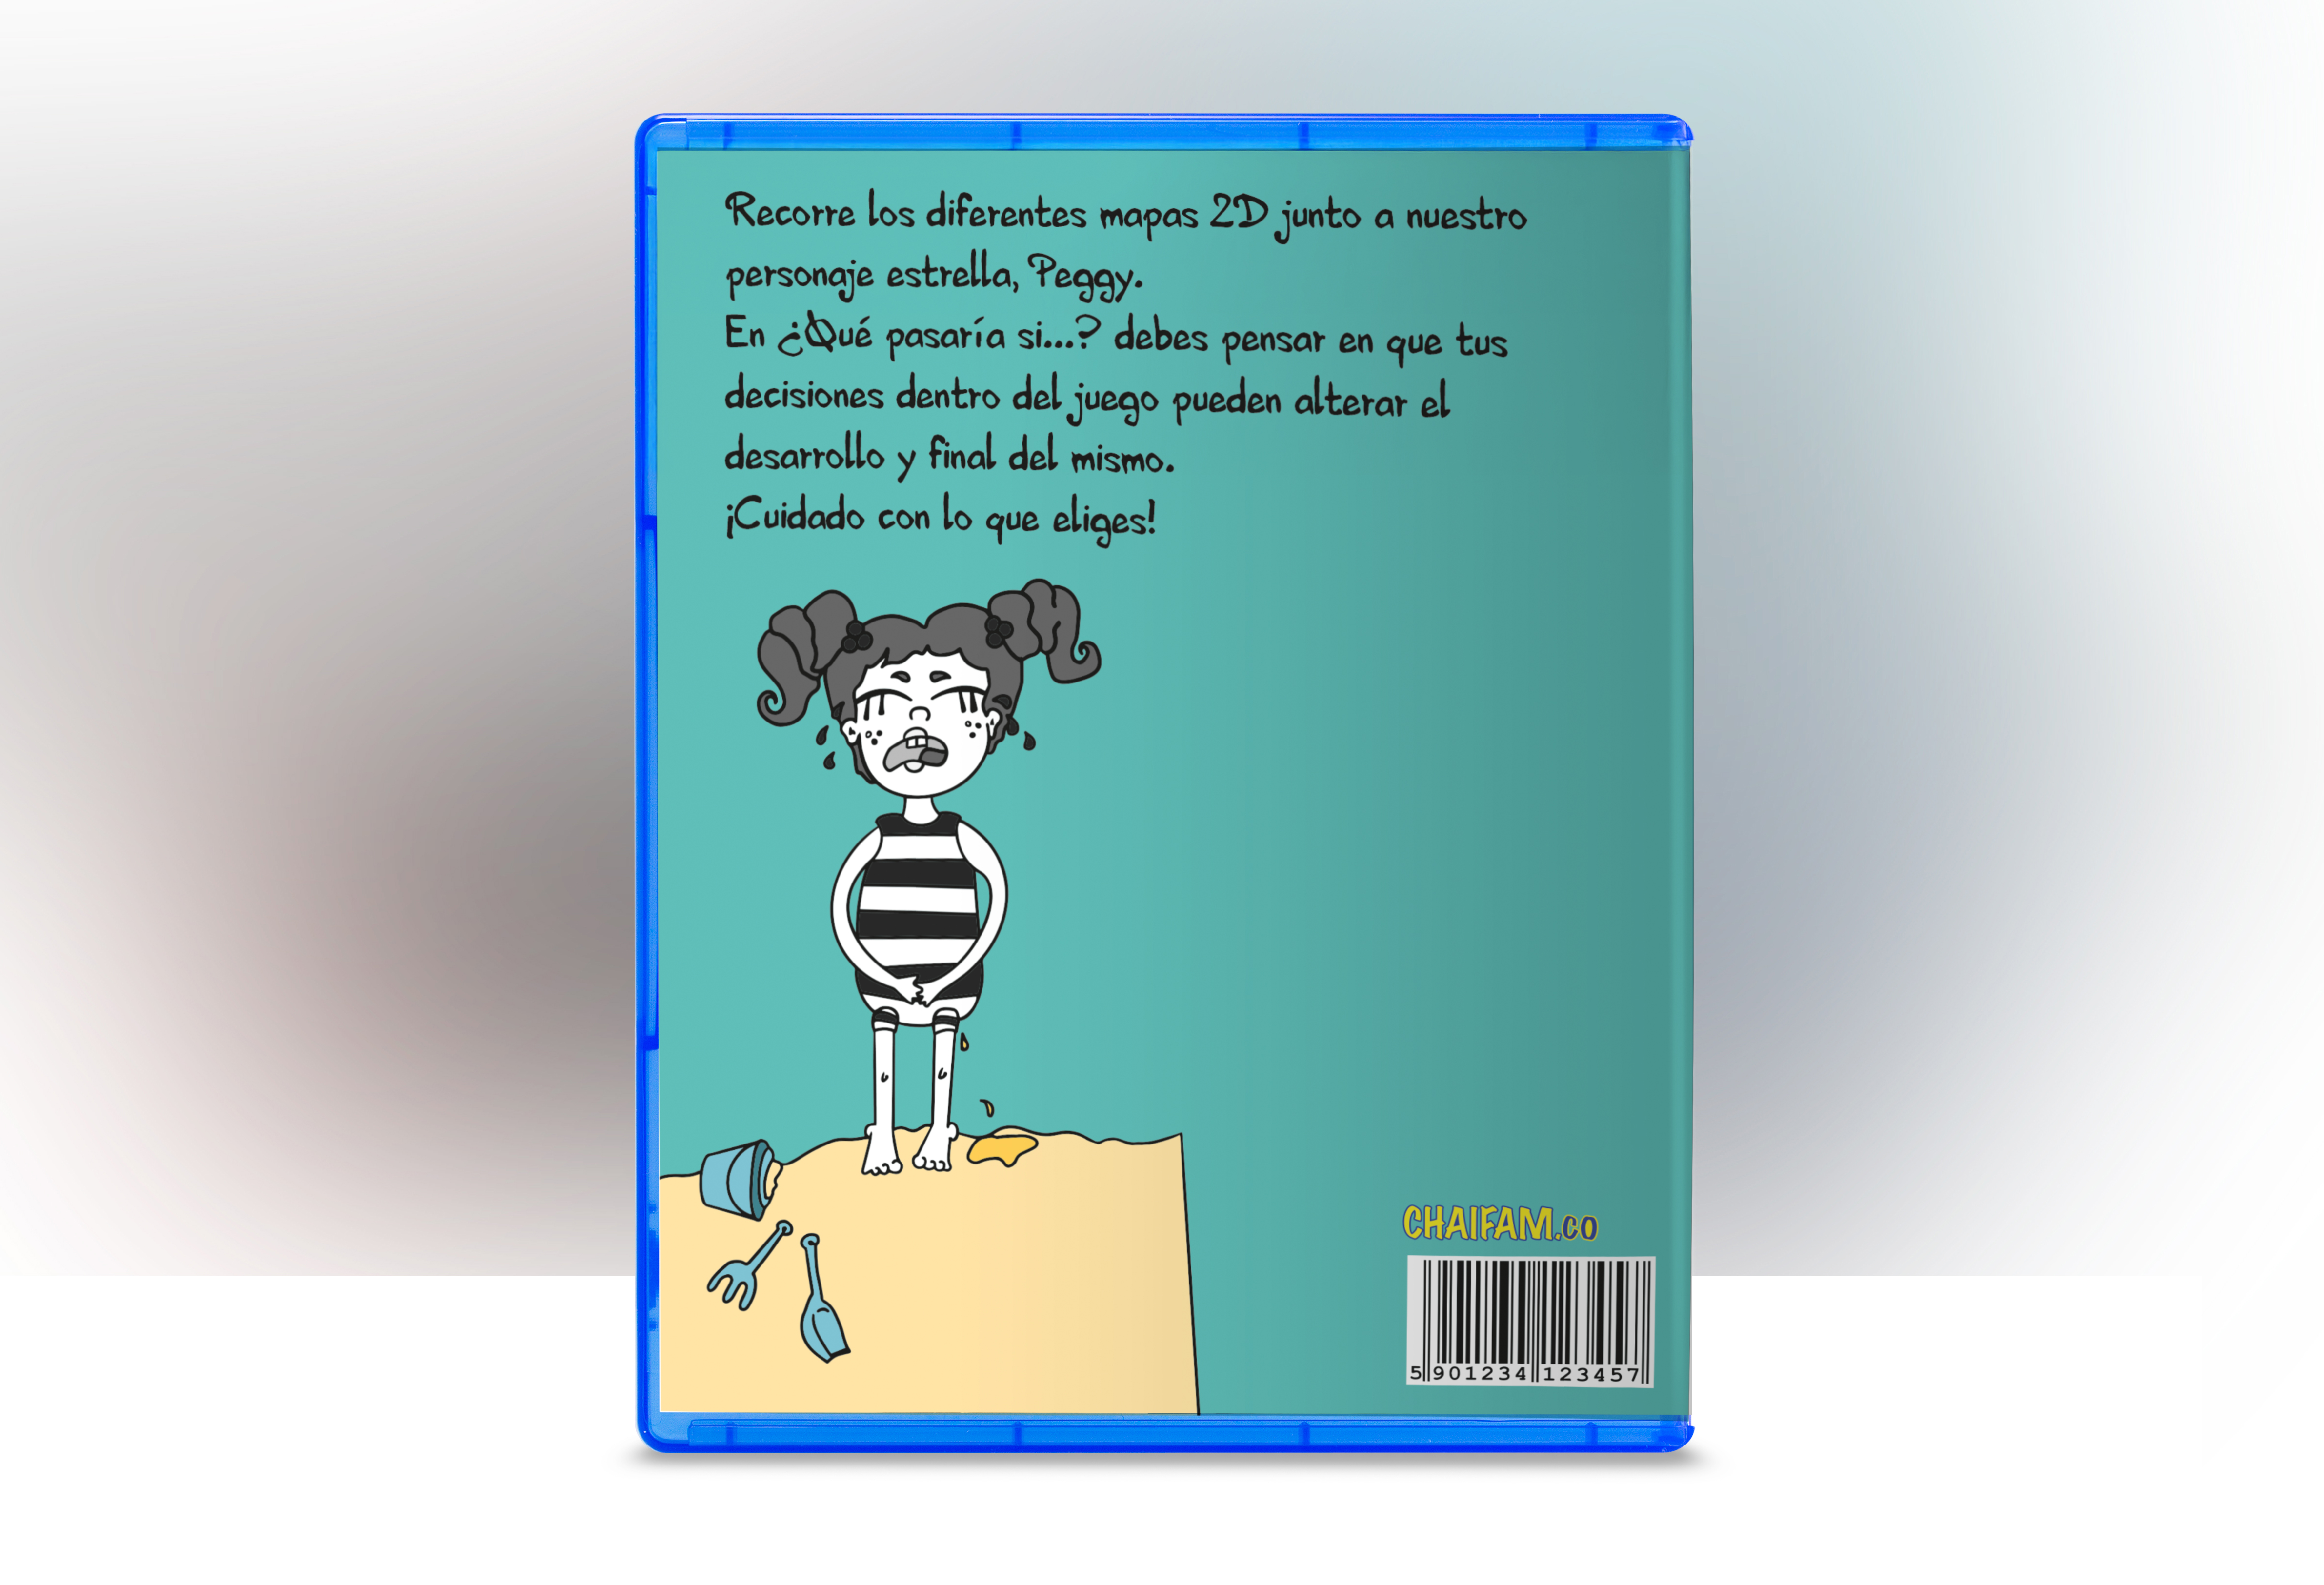 Recorre los diferentes mapas 2D junto a nuestro
personaje estrella, Peggy.
En ¿Qué pasaría si...? debes pensar en que tus
decisiones dentro del juego pueden alterar el
desarrollo y final del mismo.
¡Cuidado con lo que eliges!
CHAIFAM.CO
5 901234 123457